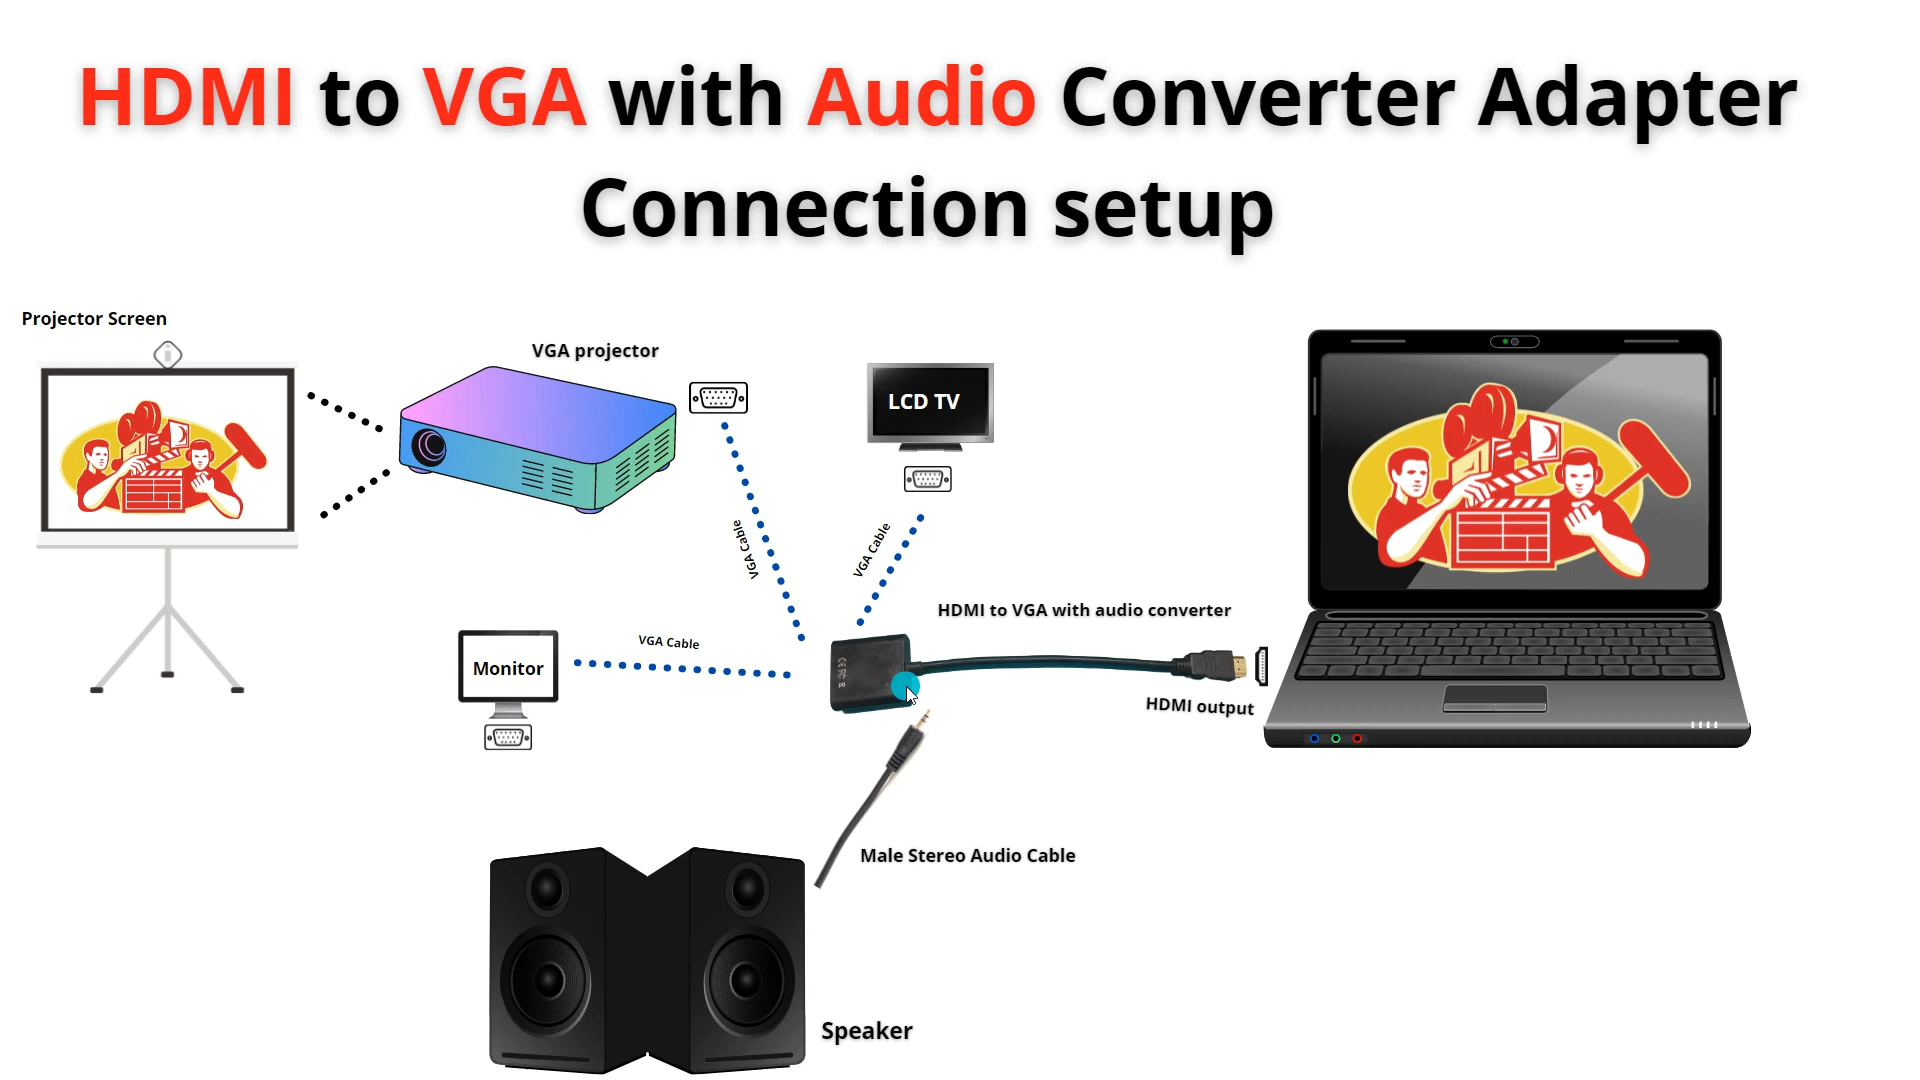 HDMI to VGA with Audio Converter Adapter
Connection setup
Projector Screen
VGA projector
LCD TV
VGA Cable
VGA Cable
HDMI to VGA with audio converter
VGA Cable
Monitor
HDMI output
Male Stereo Audio Cable
Speaker